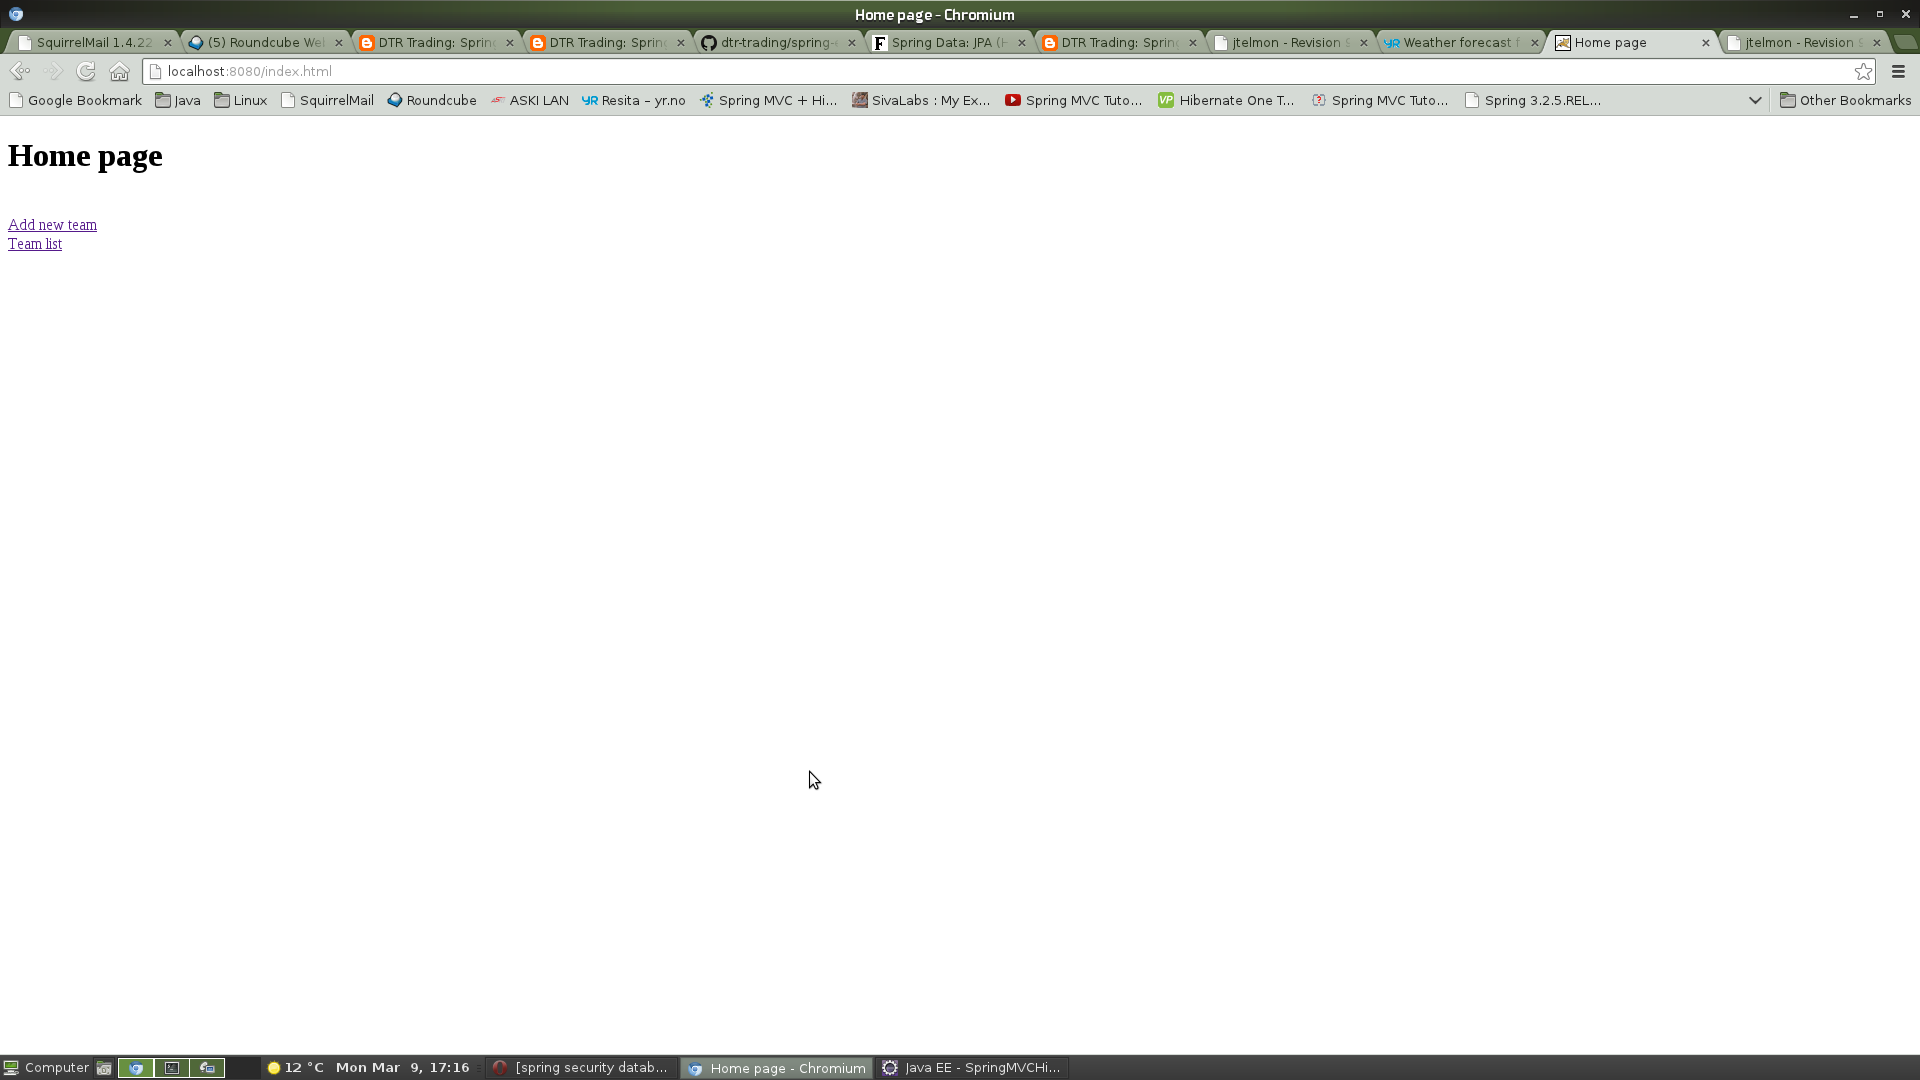 Home page - Chromium
SquirrelMail 1.4.22
(5) Roundcube We
DTR Trading: Spring
DTR Trading: Spring
dtr-trading/spring-
Spring Data: JPA (H
DTR Trading: Spring
jtelmon - Revision
Weather forecast f
Home page
jtelmon - Revision
localhost:8080/index.html
Google Bookmark
Java
Linux
SquirrelMail
Roundcube
ASKI LAN
YR Resita – yr.no
Spring MVC + Hi...
SivaLabs : My Ex...
Spring MVC Tuto...
VP Hibernate One T...
Spring MVC Tuto...
Spring 3.2.5.REL...
Other Bookmarks
Home page
Add new team
Team list
Computer
12 °C
Mon Mar 9, 17:16
[spring security datab...
Home page - Chromium
Java EE - SpringMVCHi...